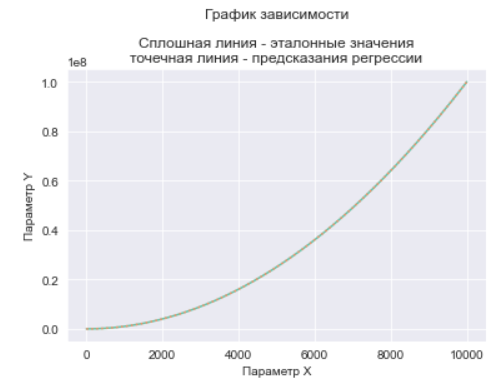 График зависимости
Сплошная линия - эталонные значения
точечная линия - предсказания регрессии
1e8
1.0
0.8
0.6
0.4
0.2
0.0
Параметр Y
0 2000 4000 6000 8000 10000
Параметр X